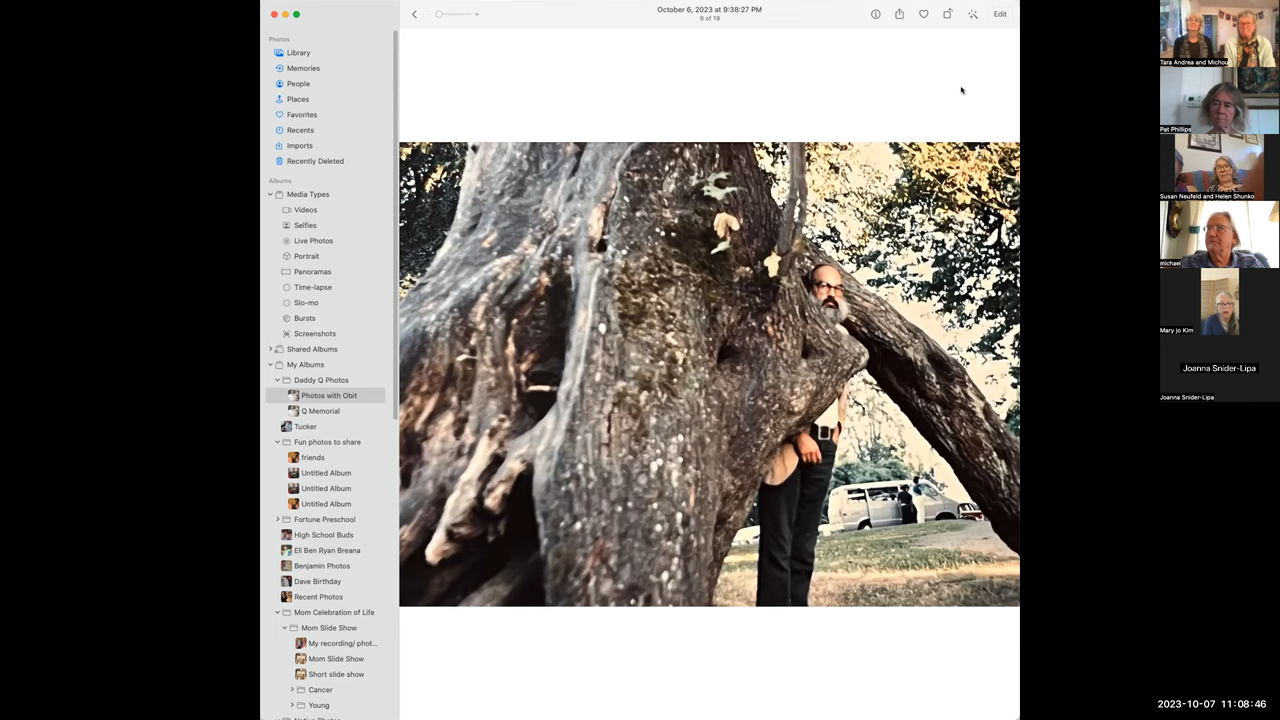 October 6, 2023 at 9:38:27 PM
9 of 19
Edit
Photos
Library
Memories
People
Places
Favorites
Recents
Imports
Recently Deleted
Albums
Media Types
Videos
Selfies
Live Photos
Portrait
Panoramas
Time-lapse
Slo-mo
Bursts
Screenshots
Shared Albums
My Albums
Daddy Q Photos
Photos with Obit
Q Memorial
Tucker
Fun photos to share
friends
Untitled Album
Untitled Album
Untitled Album
Fortune Preschool
High School Buds
Eli Ben Ryan Breana
Benjamin Photos
Dave Birthday
Recent Photos
Mom Celebration of Life
Mom Slide Show
My recording/ phot...
Mom Slide Show
Short slide show
Cancer
Young
Tara Andrea and Michou
Pat Phillips
Susan Neufeld and Helen Shunko
michael
Mary jo Kim
Joanna Snider-Lipa
Joanna Snider-Lipa
2023-10-07 11:08:46